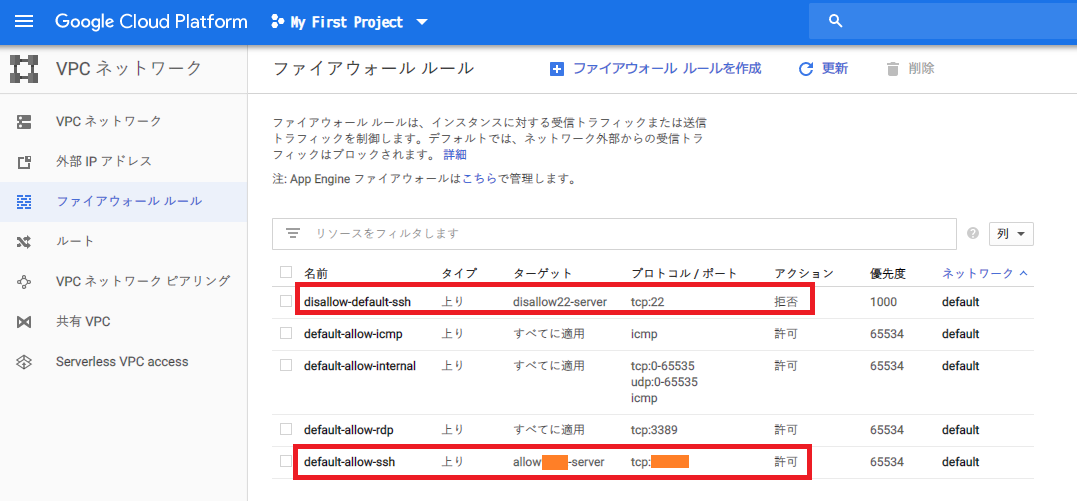 Google Cloud Platform My First Project
VPC ネットワーク
ファイアウォール ルール ファイアウォール ルールを作成 更新 削除
VPC ネットワーク
外部 IP アドレス
ファイアウォール ルール
ルート
VPC ネットワーク ピアリング
共有 VPC
Serverless VPC access
ファイアウォール ルールは、インスタンスに対する受信トラフィックまたは送信
トラフィックを制御します。デフォルトでは、ネットワーク外部からの受信トラ
フィックはブロックされます。 詳細
注: App Engine ファイアウォールはこちらで管理します。
リソースをフィルタします ? 列
名前 タイプ ターゲット プロトコル / ポート アクション 優先度 ネットワーク
disallow-default-ssh 上り disallow22-server tcp:22 拒否 1000 default
default-allow-icmp 上り すべてに適用 icmp 許可 65534 default
default-allow-internal 上り すべてに適用 tcp:0-65535 許可 65534 default
udp:0-65535
icmp
default-allow-rdp 上り すべてに適用 tcp:3389 許可 65534 default
default-allow-ssh 上り allow -server tcp: 許可 65534 default